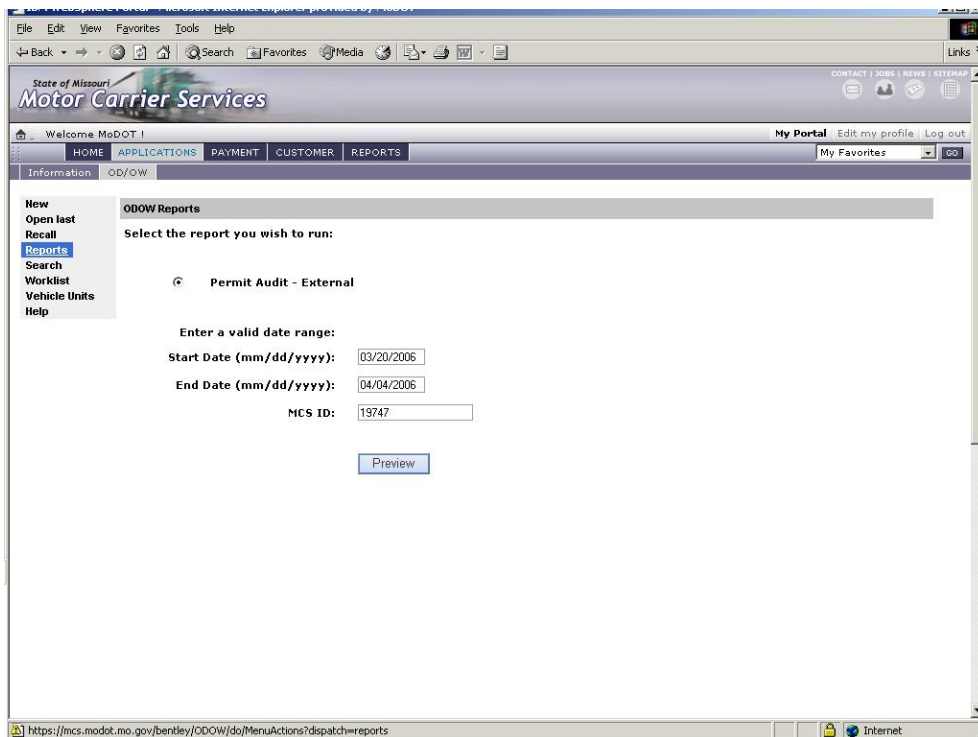 File Edit View Favorites Tools Help
Back Search Favorites Media Links
State of Missouri
Motor Carrier Services
CONTACT | JOBS | NEWS | SITEMAP
Welcome MoDOT ! My Portal Edit my profile Log out
HOME APPLICATIONS PAYMENT CUSTOMER REPORTS My Favorites GO
Information OD/OW
New
Open last
Recall
Reports
Search
Worklist
Vehicle Units
Help
ODOW Reports
Select the report you wish to run:
Permit Audit - External
Enter a valid date range:
Start Date (mm/dd/yyyy): 03/20/2006
End Date (mm/dd/yyyy): 04/04/2006
MCS ID: 19747
Preview
https://mcs.modot.mo.gov/bentley/ODOW/do/MenuActions?dispatch=reports Internet